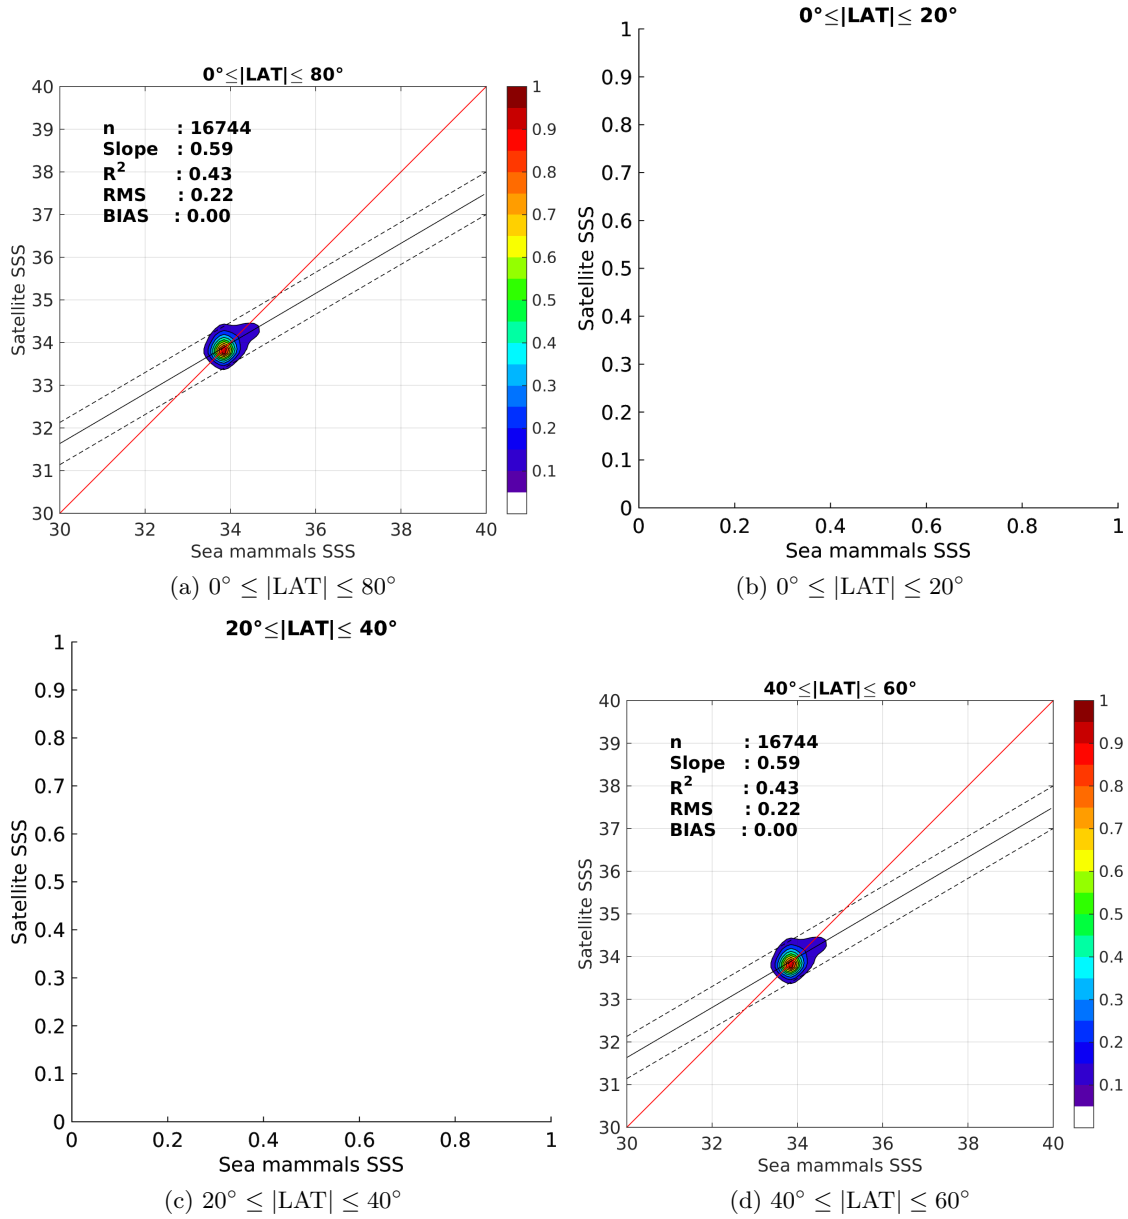 0°≤|LAT|≤ 80°
n : 16744
Slope : 0.59
R² : 0.43
RMS : 0.22
BIAS : 0.00
40
39
38
37
36
35
34
33
32
31
30
30 32 34 36 38 40
Satellite SSS
Sea mammals SSS
1
0.9
0.8
0.7
0.6
0.5
0.4
0.3
0.2
0.1
(a) 0° ≤ |LAT| ≤ 80°
0°≤|LAT|≤ 20°
1
0.9
0.8
0.7
0.6
0.5
0.4
0.3
0.2
0.1
0
0 0.2 0.4 0.6 0.8 1
Satellite SSS
Sea mammals SSS
(b) 0° ≤ |LAT| ≤ 20°
20°≤|LAT|≤ 40°
1
0.9
0.8
0.7
0.6
0.5
0.4
0.3
0.2
0.1
0
0 0.2 0.4 0.6 0.8 1
Satellite SSS
Sea mammals SSS
(c) 20° ≤ |LAT| ≤ 40°
40°≤|LAT|≤ 60°
n : 16744
Slope : 0.59
R² : 0.43
RMS : 0.22
BIAS : 0.00
40
39
38
37
36
35
34
33
32
31
30
30 32 34 36 38 40
Satellite SSS
Sea mammals SSS
1
0.9
0.8
0.7
0.6
0.5
0.4
0.3
0.2
0.1
(d) 40° ≤ |LAT| ≤ 60°